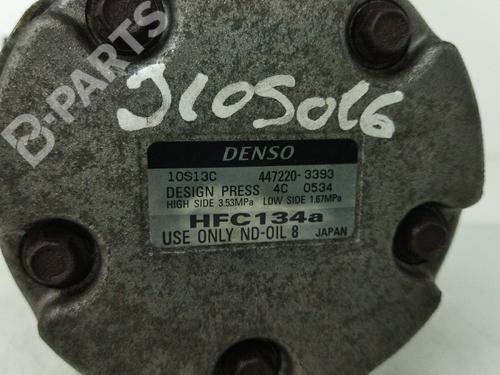 B-PARTS
J10S016
DENSO
10S13C 447220-3393
DESIGN PRESS 4C 0534
HIGH SIDE 3.53MPa LOW SIDE 1.67MPa
HFC134a
USE ONLY ND-OIL 8 JAPAN